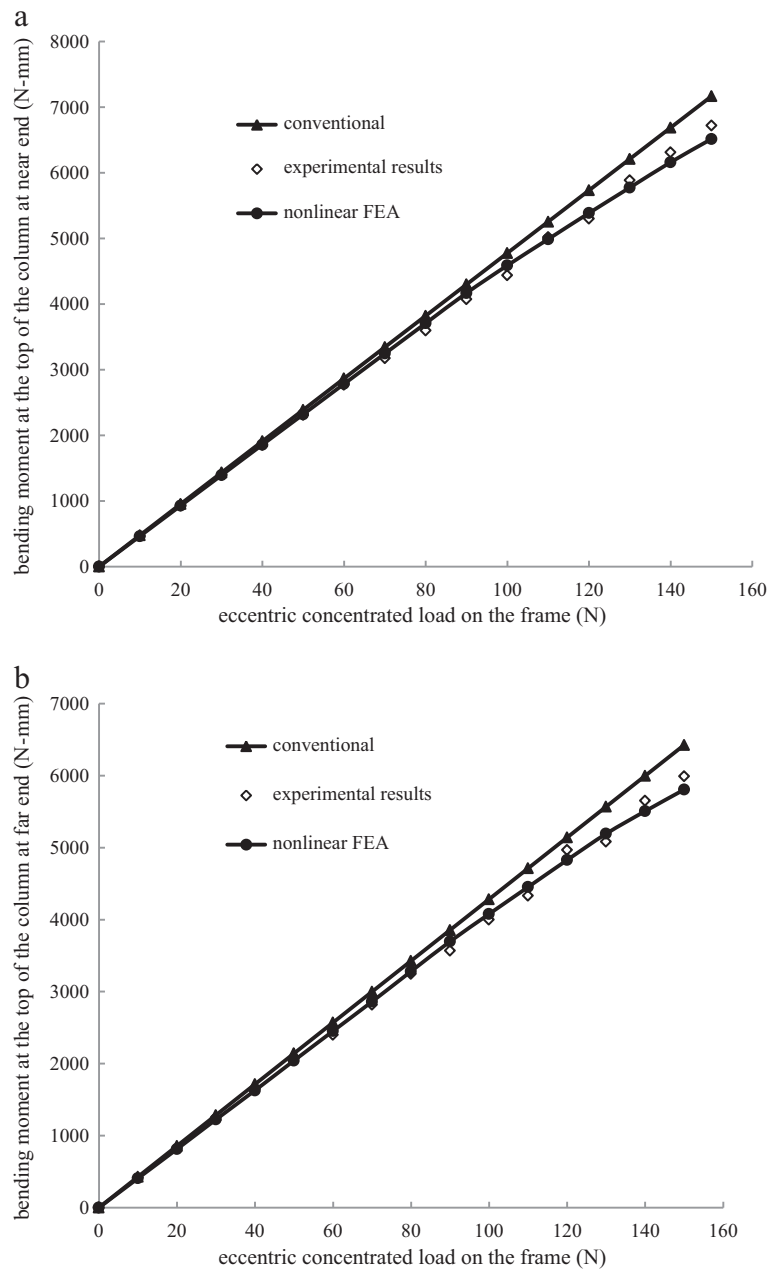 a
bending moment at the top of the column at near end (N-mm)
8000
7000
6000
5000
4000
3000
2000
1000
0
conventional
experimental results
nonlinear FEA
0 20 40 60 80 100 120 140 160
eccentric concentrated load on the frame (N)
b
bending moment at the top of the column at far end (N-mm)
7000
6000
5000
4000
3000
2000
1000
0
conventional
experimental results
nonlinear FEA
0 20 40 60 80 100 120 140 160
eccentric concentrated load on the frame (N)